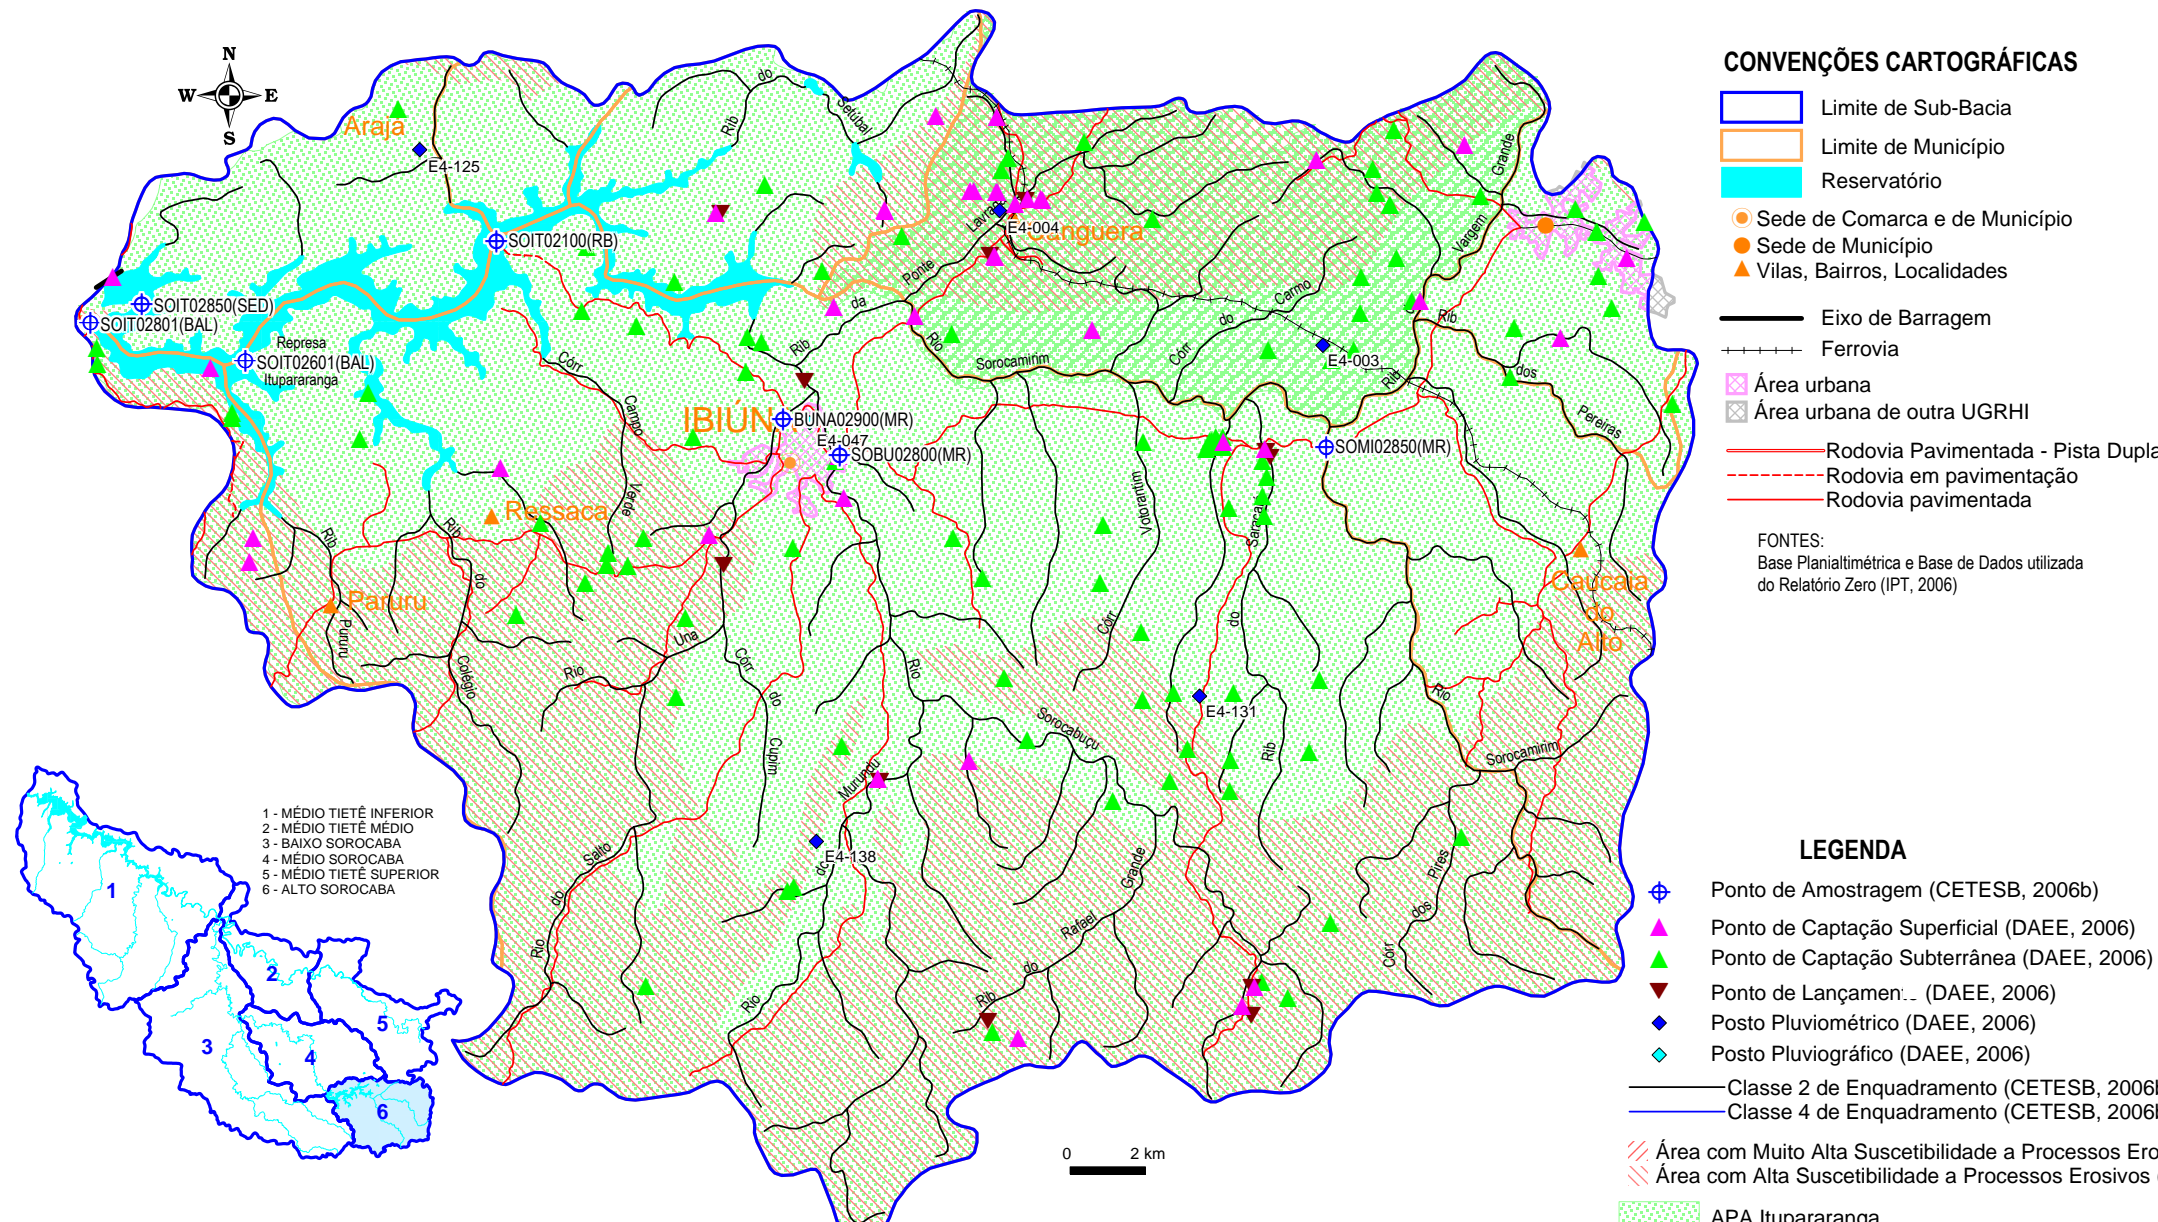 N
W E
S
Araja
E4-125
SOIT02100(RB)
SOIT02850(SED)
SOIT02801(BAL)
Represa
SOIT02601(BAL)
Itupararanga
Rib
do
Setúbal
Lavrana
E4-004
Canguera
Ponte
da
Rib
Rio
Sorocamirim
Córr
do
Carmo
E4-003
Rib
Vargem
Grande
Rib
dos
Pereiras
Córr
Campo
Verde
IBIÚN
BUNA02900(MR)
E4-047
SOBU02800(MR)
SOMI02850(MR)
Volorantim
Córr
Saracá
do
Rib
Ressaca
Rib
do
Colégio
Rib
Paruru
Pururu
Rio
Una
Córr
do
Cupim
Rio
Sorocabuçu
E4-131
Caucaia
do
Alto
Rio
Sorocamirim
Murundu
do
Rio
E4-138
Salto
do
Rio
Grande
Rafael
do
Rib
Pires
dos
Córr
0 2 km
1 - MÉDIO TIETÊ INFERIOR
2 - MÉDIO TIETÊ MÉDIO
3 - BAIXO SOROCABA
4 - MÉDIO SOROCABA
5 - MÉDIO TIETÊ SUPERIOR
6 - ALTO SOROCABA
1
2
3
4
5
6
CONVENÇÕES CARTOGRÁFICAS
Limite de Sub-Bacia
Limite de Município
Reservatório
Sede de Comarca e de Município
Sede de Município
Vilas, Bairros, Localidades
Eixo de Barragem
Ferrovia
Área urbana
Área urbana de outra UGRHI
Rodovia Pavimentada - Pista Dupla
Rodovia em pavimentação
Rodovia pavimentada
FONTES:
Base Planialtimétrica e Base de Dados utilizada
do Relatório Zero (IPT, 2006)
LEGENDA
Ponto de Amostragem (CETESB, 2006b)
Ponto de Captação Superficial (DAEE, 2006)
Ponto de Captação Subterrânea (DAEE, 2006)
Ponto de (DAEE, 2006)
Posto Pluviométrico (DAEE, 2006)
Posto Pluviográfico (DAEE, 2006)
Classe 2 de Enquadramento (CETESB, 2006b
Classe 4 de Enquadramento (CETESB, 2006b
Área com Muito Alta Suscetibilidade a Processos Ero
Área com Alta Suscetibilidade a Processos Erosivos
APA Itupararanga